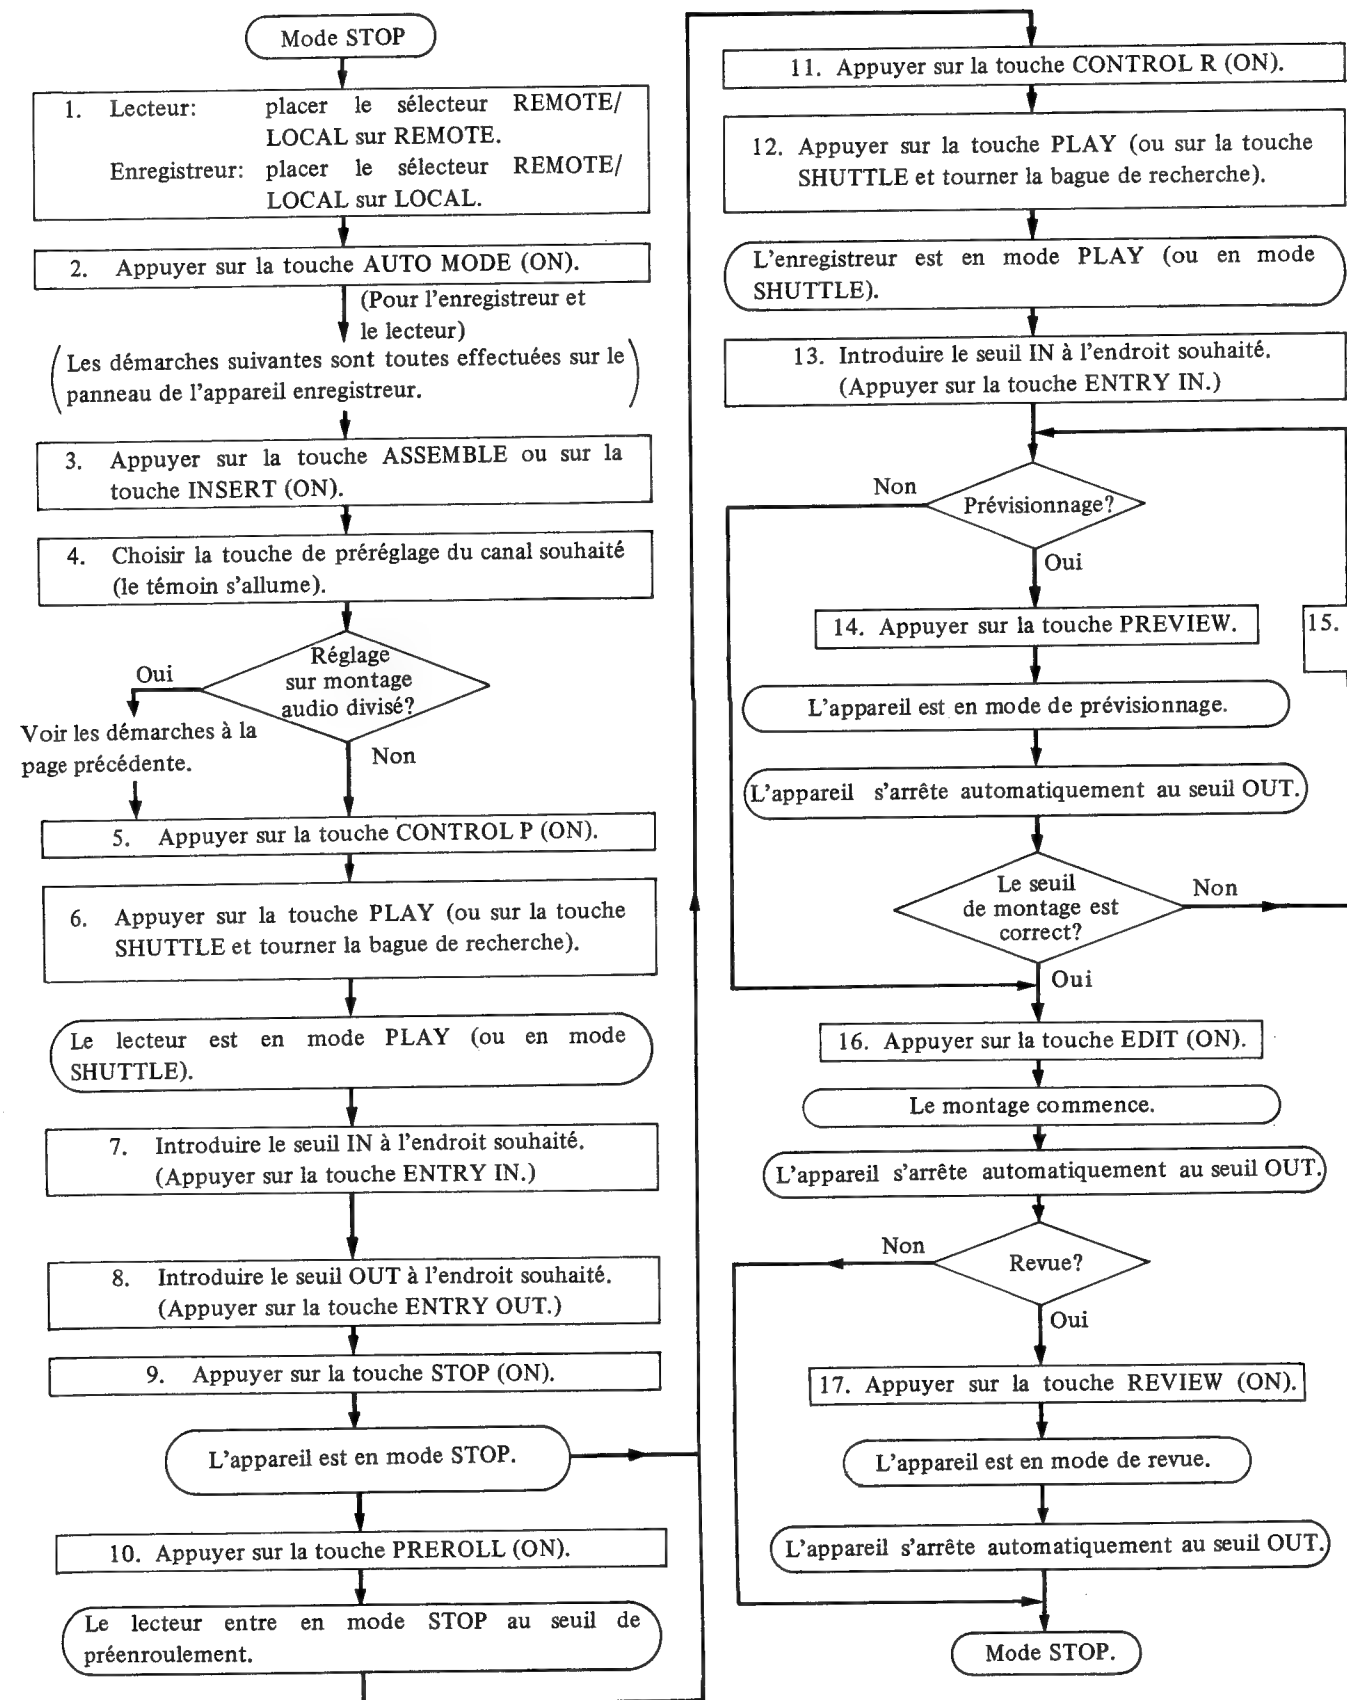 Mode STOP
1. Lecteur: placer le sélecteur REMOTE/
LOCAL sur REMOTE.
Enregistreur: placer le sélecteur REMOTE/
LOCAL sur LOCAL.
2. Appuyer sur la touche AUTO MODE (ON).
(Pour l'enregistreur et
le lecteur)
(Les démarches suivantes sont toutes effectuées sur le
panneau de l'appareil enregistreur.)
3. Appuyer sur la touche ASSEMBLE ou sur la
touche INSERT (ON).
4. Choisir la touche de préréglage du canal souhaité
(le témoin s'allume).
Réglage
sur montage
audio divisé?
Oui
Voir les démarches à la
page précédente.
Non
5. Appuyer sur la touche CONTROL P (ON).
6. Appuyer sur la touche PLAY (ou sur la touche
SHUTTLE et tourner la bague de recherche).
Le lecteur est en mode PLAY (ou en mode
SHUTTLE).
7. Introduire le seuil IN à l'endroit souhaité.
(Appuyer sur la touche ENTRY IN.)
8. Introduire le seuil OUT à l'endroit souhaité.
(Appuyer sur la touche ENTRY OUT.)
9. Appuyer sur la touche STOP (ON).
L'appareil est en mode STOP.
10. Appuyer sur la touche PREROLL (ON).
Le lecteur entre en mode STOP au seuil de
préenroulement.
11. Appuyer sur la touche CONTROL R (ON).
12. Appuyer sur la touche PLAY (ou sur la touche
SHUTTLE et tourner la bague de recherche).
L'enregistreur est en mode PLAY (ou en mode
SHUTTLE).
13. Introduire le seuil IN à l'endroit souhaité.
(Appuyer sur la touche ENTRY IN.)
Non
Prévisionnage?
Oui
14. Appuyer sur la touche PREVIEW.
15.
L'appareil est en mode de prévisionnage.
L'appareil s'arrête automatiquement au seuil OUT.
Le seuil
de montage est
correct?
Non
Oui
16. Appuyer sur la touche EDIT (ON).
Le montage commence.
L'appareil s'arrête automatiquement au seuil OUT.
Non
Revue?
Oui
17. Appuyer sur la touche REVIEW (ON).
L'appareil est en mode de revue.
L'appareil s'arrête automatiquement au seuil OUT.
Mode STOP.